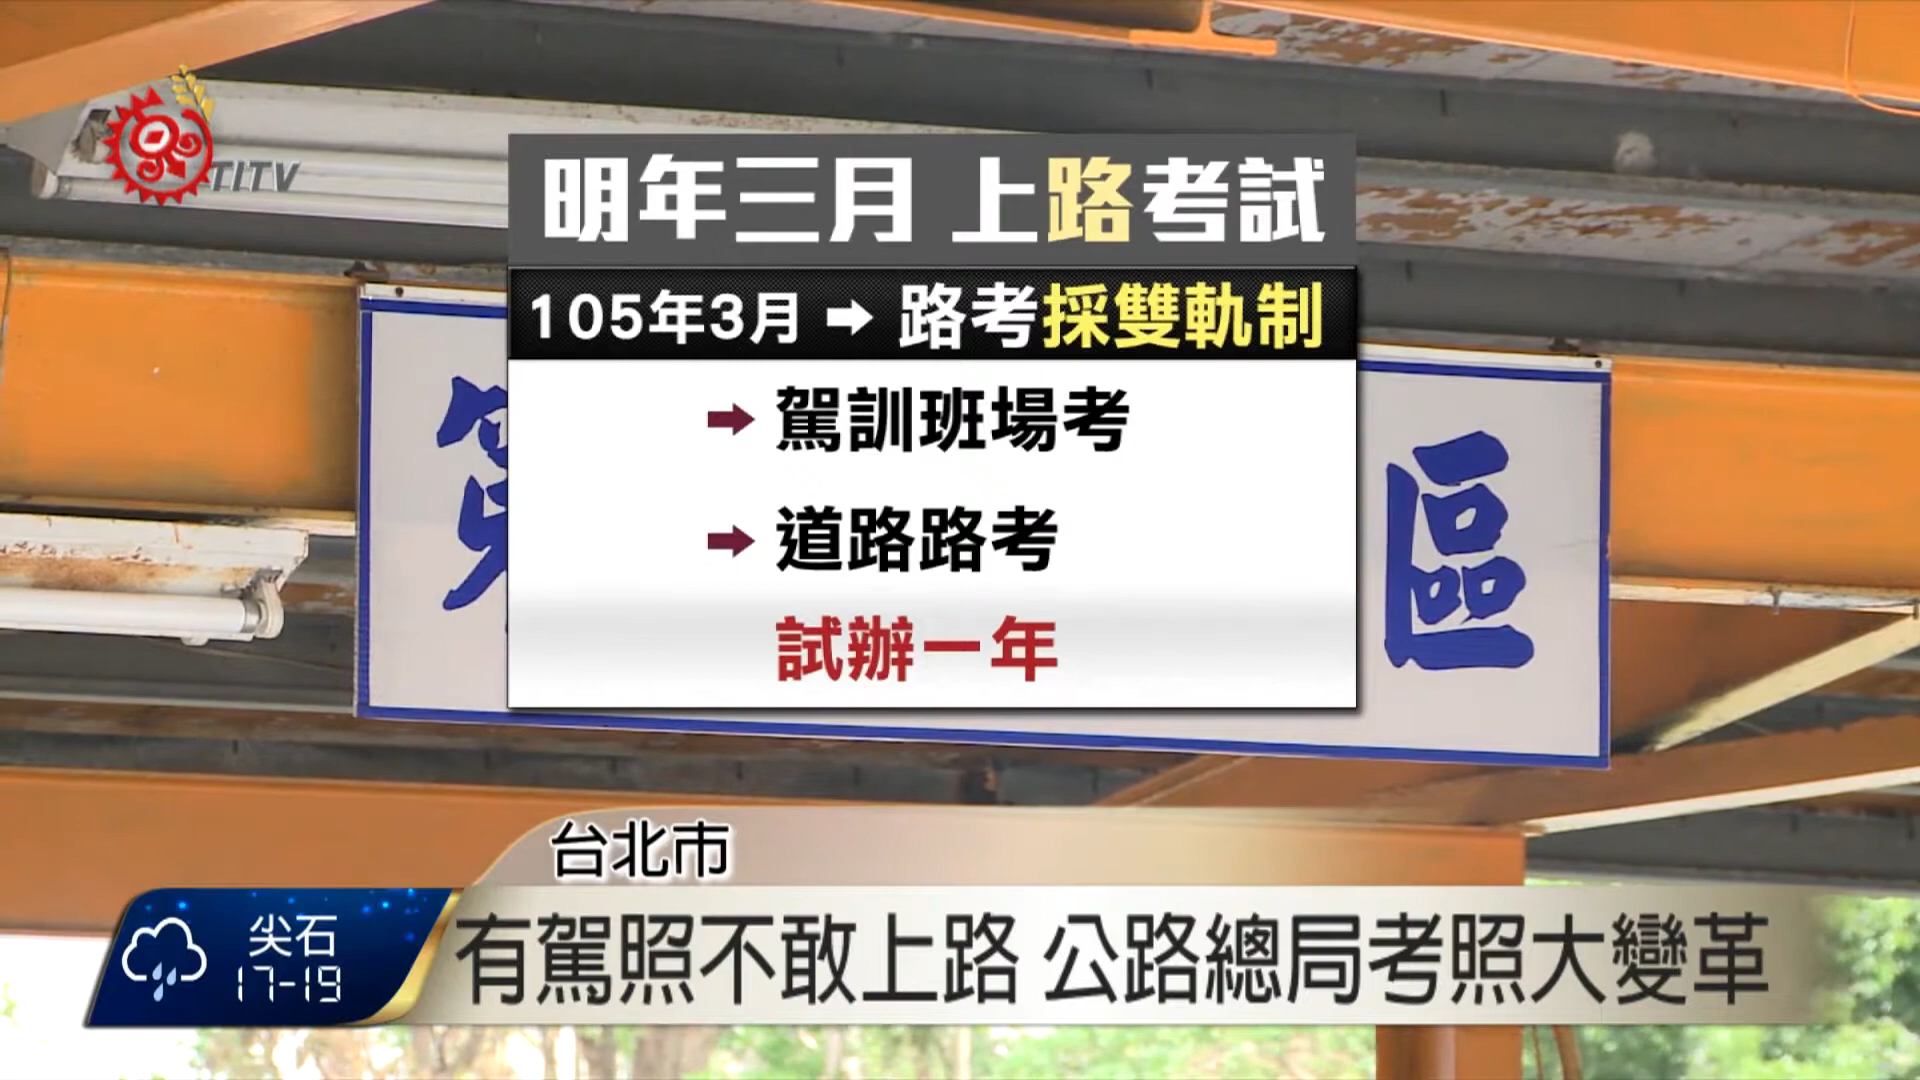 TITV
明年三月 上路考試
105年3月 ➡ 路考採雙軌制
➡ 駕訓班場考
➡ 道路路考
試辦一年
第
區
台北市
尖石
17-19
有駕照不敢上路 公路總局考照大變革